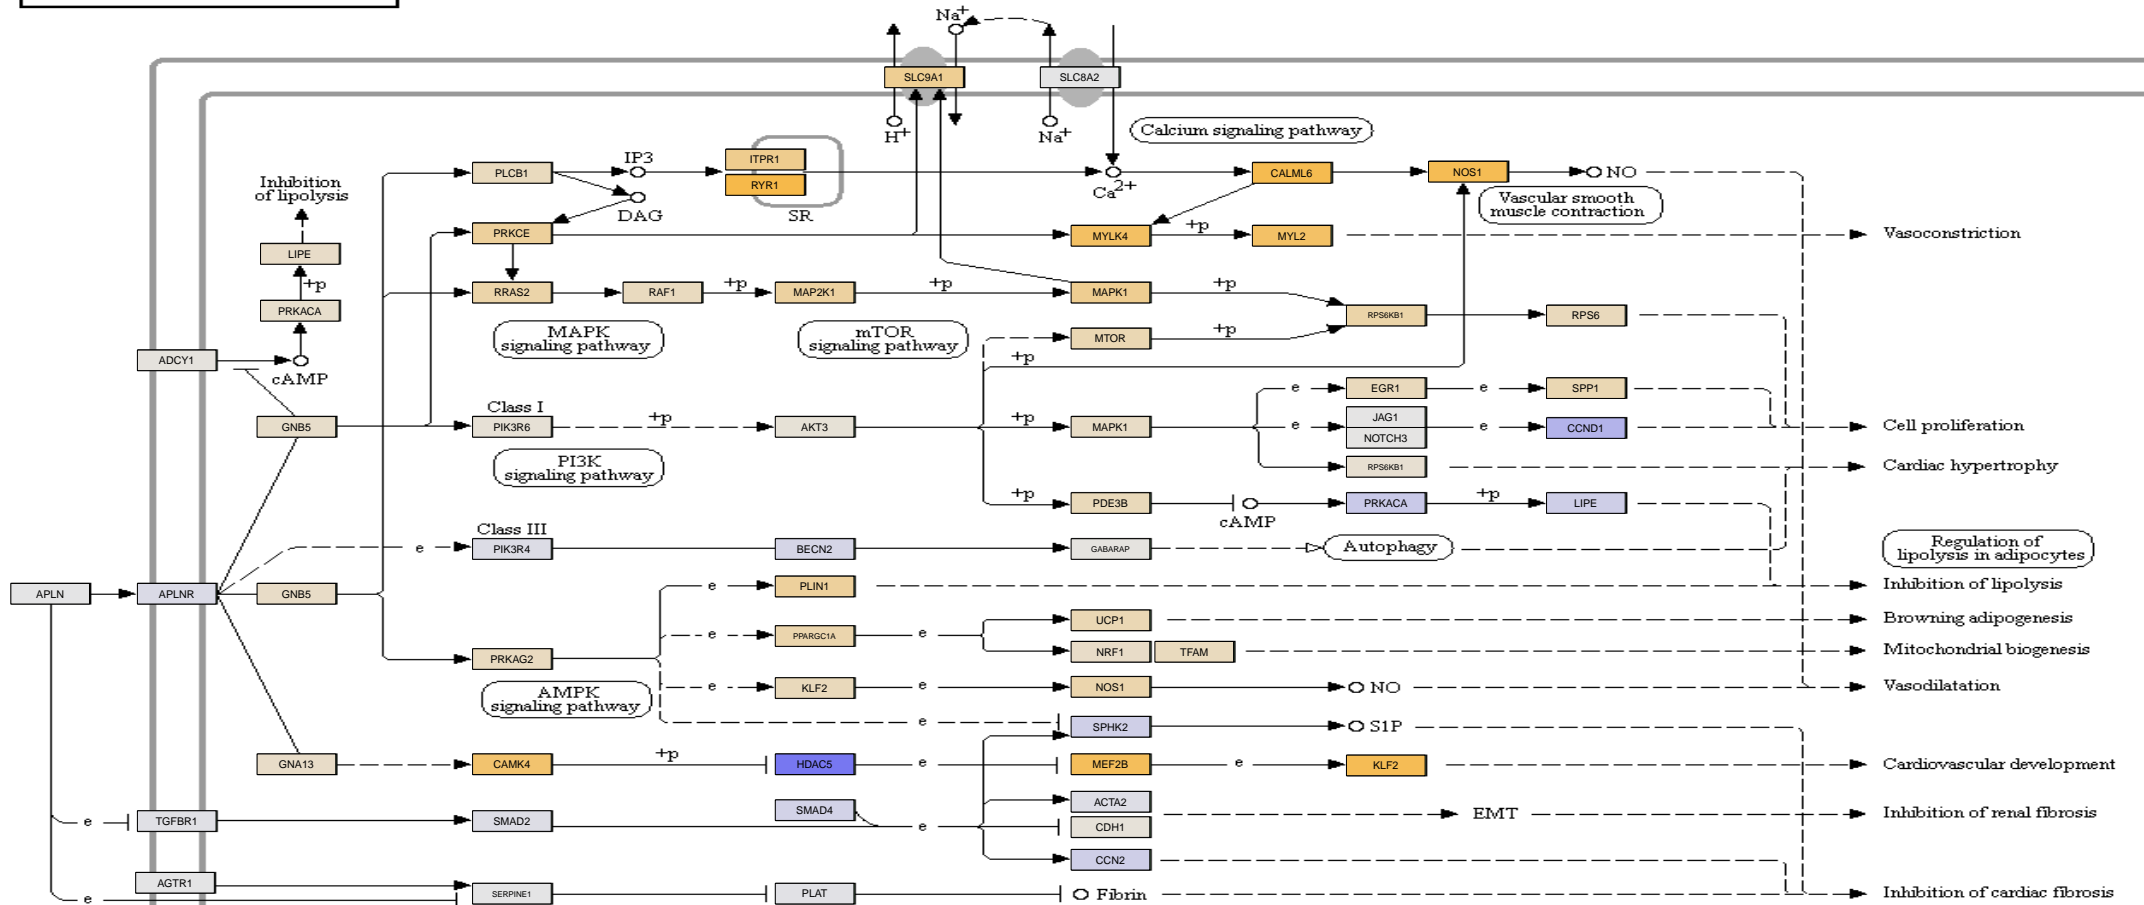 Na+
SLC9A1
SLC8A2
H+
Na+
Calcium signaling pathway
IP3
ITPR1
PLCB1
RYR1
CALML6
NOS1
NO
Ca2+
Inhibition
of lipolysis
DAG
SR
Vascular smooth
muscle contraction
PRKCE
MYLK4
+p
MYL2
Vasoconstriction
LIPE
+p
RRAS2
RAF1
+p
MAP2K1
+p
MAPK1
+p
PRKACA
RPS6KB1
RPS6
MAPK
signaling pathway
mTOR
signaling pathway
MTOR
+p
ADCY1
cAMP
+p
EGR1
e
e
SPP1
Class I
GNB5
PIK3R6
+p
AKT3
+p
MAPK1
e
JAG1
NOTCH3
e
CCND1
Cell proliferation
PI3K
signaling pathway
RPS6KB1
Cardiac hypertrophy
+p
PDE3B
cAMP
PRKACA
+p
LIPE
Class III
e
PIK3R4
BECN2
GABARAP
Autophagy
Regulation of
lipolysis in adipocytes
APLN
APLNR
GNB5
e
PLIN1
Inhibition of lipolysis
UCP1
Browning adipogenesis
e
PPARGC1A
e
NRF1
TFAM
Mitochondrial biogenesis
PRKAG2
AMPK
signaling pathway
e
KLF2
e
NOS1
NO
Vasodilatation
e
SPHK2
S1P
GNA13
CAMK4
+p
HDAC5
e
MEF2B
e
KLF2
Cardiovascular development
e
TGFBR1
SMAD2
SMAD4
e
ACTA2
CDH1
EMT
Inhibition of renal fibrosis
CCN2
AGTR1
e
SERPINE1
PLAT
Fibrin
Inhibition of cardiac fibrosis